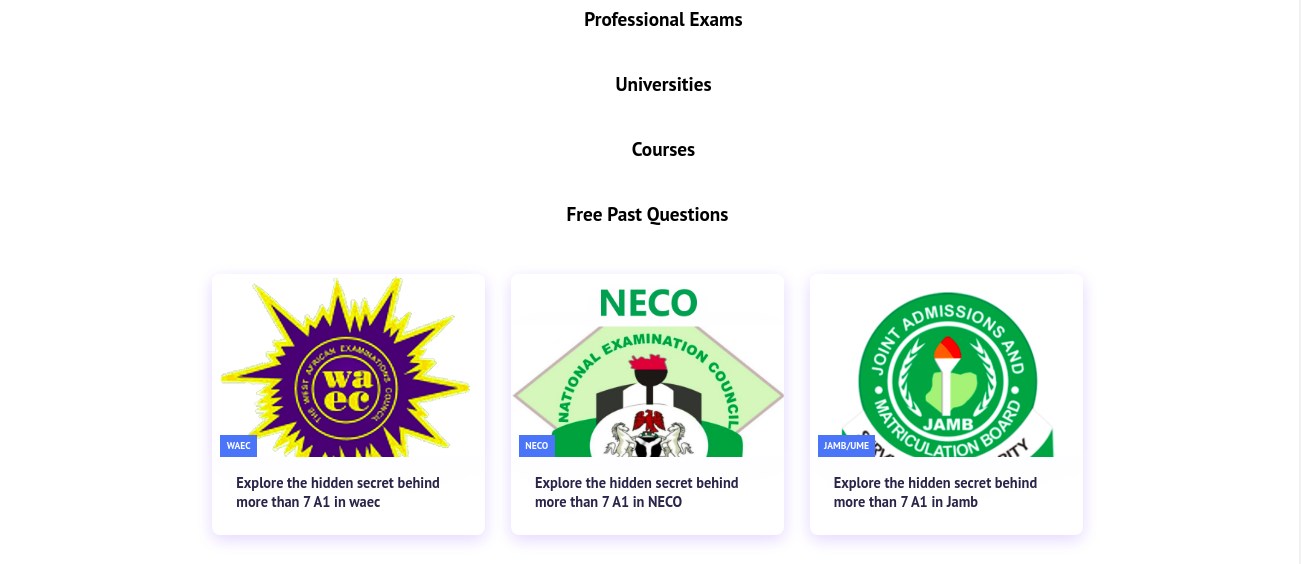 Professional Exams
Universities
Courses
Free Past Questions
THE WEST AFRICAN EXAMINATIONS COUNCIL
wa
ec
WAEC
Explore the hidden secret behind
more than 7 A1 in waec
NECO
NATIONAL EXAMINATION COUNCIL
NECO
Explore the hidden secret behind
more than 7 A1 in NECO
JOINT ADMISSIONS AND
MATRICULATION BOARD
JAMB
JAMB/UME
Explore the hidden secret behind
more than 7 A1 in Jamb